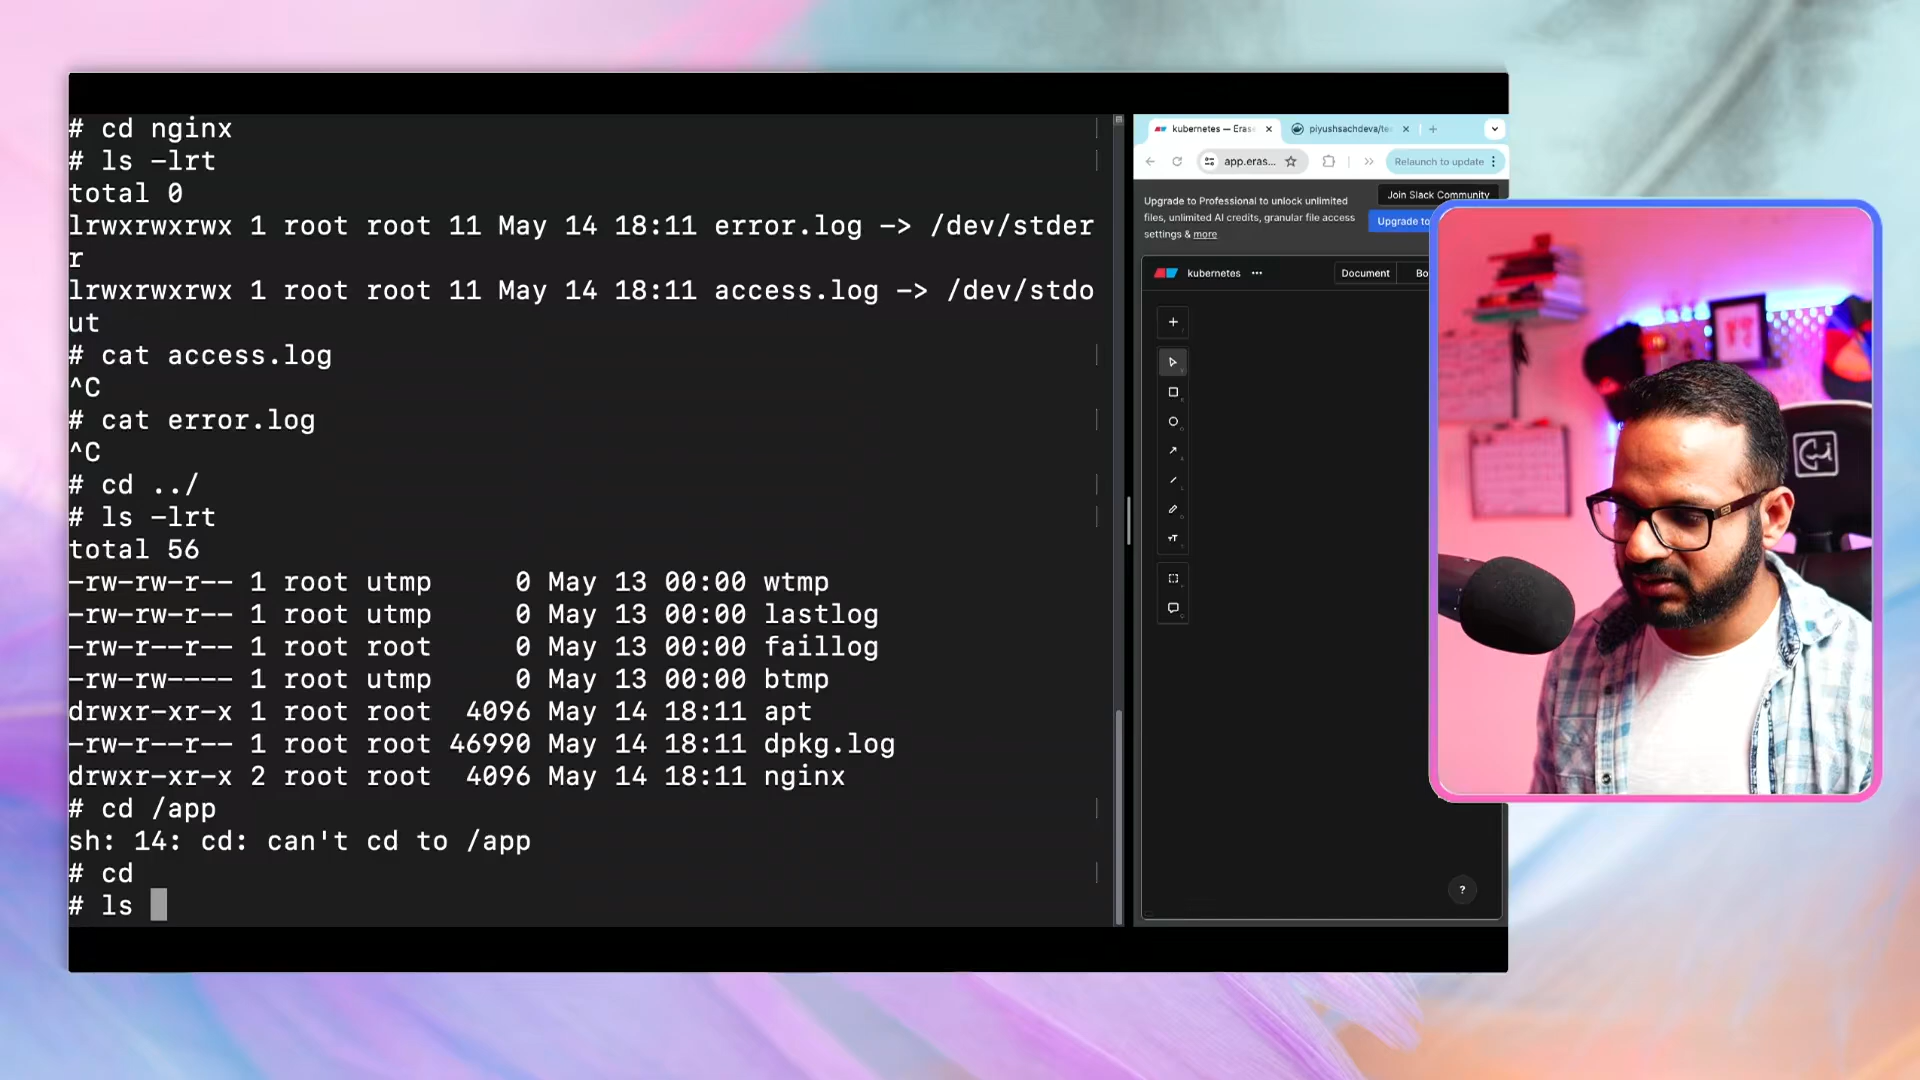 # cd nginx
# ls -lrt
total 0
lrwxrwxrwx 1 root root 11 May 14 18:11 error.log -> /dev/stder
r
lrwxrwxrwx 1 root root 11 May 14 18:11 access.log -> /dev/stdo
ut
# cat access.log
^C
# cat error.log
^C
# cd ../
# ls -lrt
total 56
-rw-rw-r-- 1 root utmp     0 May 13 00:00 wtmp
-rw-rw-r-- 1 root utmp     0 May 13 00:00 lastlog
-rw-r--r-- 1 root root     0 May 13 00:00 faillog
-rw-rw---- 1 root utmp     0 May 13 00:00 btmp
drwxr-xr-x 1 root root  4096 May 14 18:11 apt
-rw-r--r-- 1 root root 46990 May 14 18:11 dpkg.log
drwxr-xr-x 2 root root  4096 May 14 18:11 nginx
# cd /app
sh: 14: cd: can't cd to /app
# cd
# ls
kubernetes — Eras
piyushsachdeva/te
app.eras...
Relaunch to update
Upgrade to Professional to unlock unlimited
files, unlimited AI credits, granular file access
settings & more
Join Slack Community
Upgrade to
kubernetes
Document
Bo
?